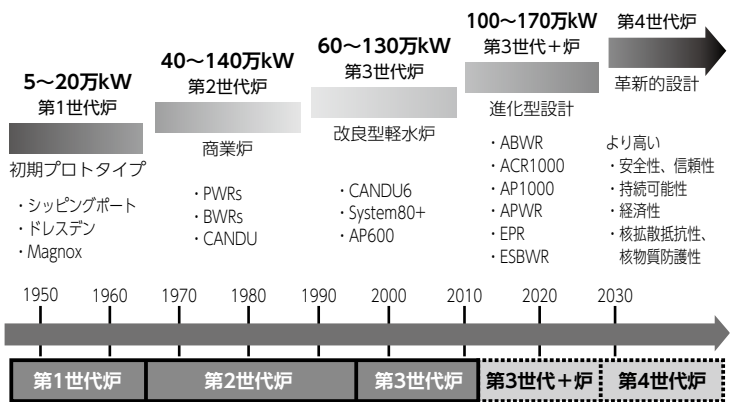 5～20万kW
第1世代炉
初期プロトタイプ
・シッピングポート
・ドレスデン
・Magnox
40～140万kW
第2世代炉
商業炉
・PWRs
・BWRs
・CANDU
60～130万kW
第3世代炉
改良型軽水炉
・CANDU6
・System80+
・AP600
100～170万kW
第3世代＋炉
進化型設計
・ABWR
・ACR1000
・AP1000
・APWR
・EPR
・ESBWR
第4世代炉
革新的設計
より高い
・安全性、信頼性
・持続可能性
・経済性
・核拡散抵抗性、
核物質防護性
1950 1960 1970 1980 1990 2000 2010 2020 2030
第1世代炉 第2世代炉 第3世代炉 第3世代＋炉 第4世代炉